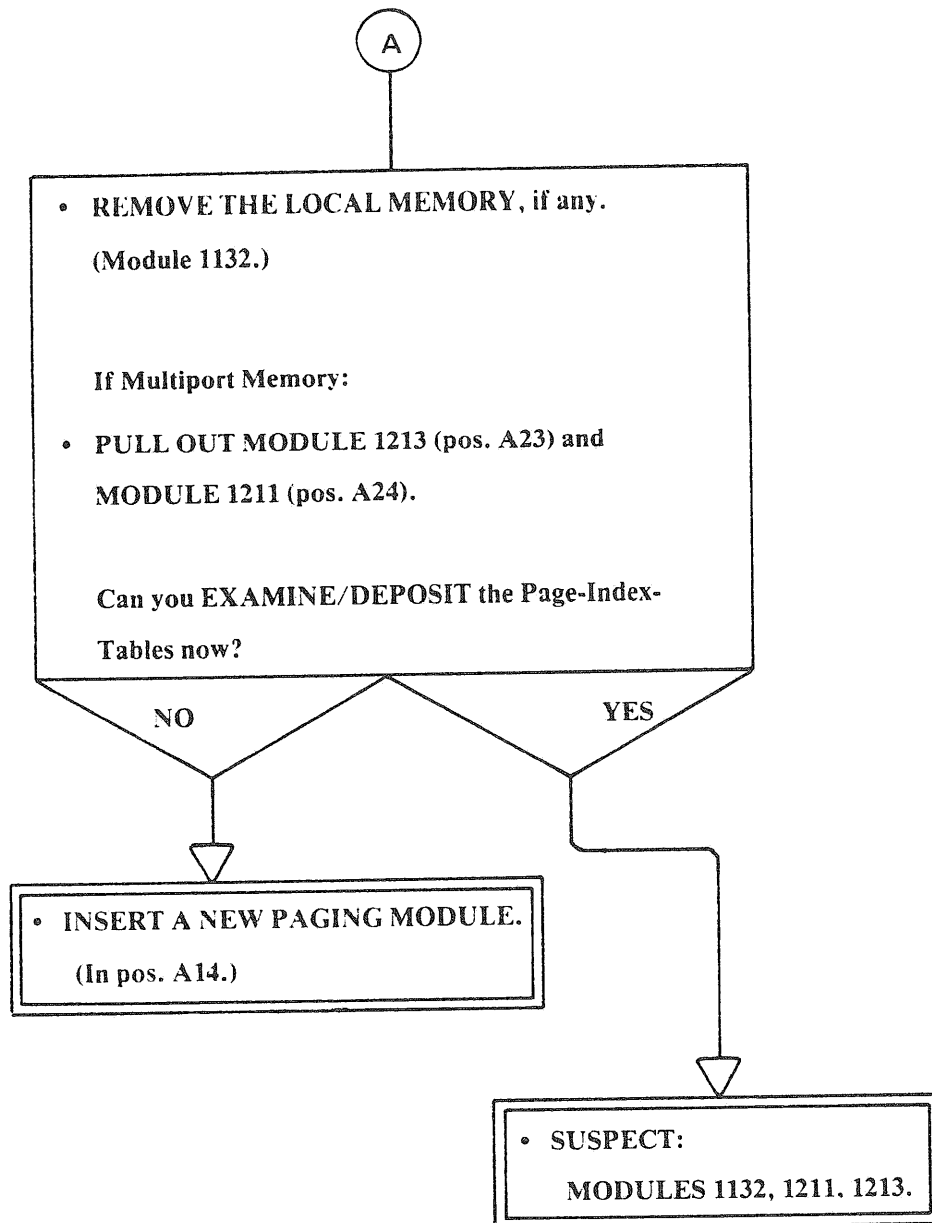 A
• REMOVE THE LOCAL MEMORY, if any.
(Module 1132.)
If Multiport Memory:
• PULL OUT MODULE 1213 (pos. A23) and
MODULE 1211 (pos. A24).
Can you EXAMINE/DEPOSIT the Page-Index-
Tables now?
NO
YES
• INSERT A NEW PAGING MODULE.
(In pos. A14.)
• SUSPECT:
MODULES 1132, 1211, 1213.